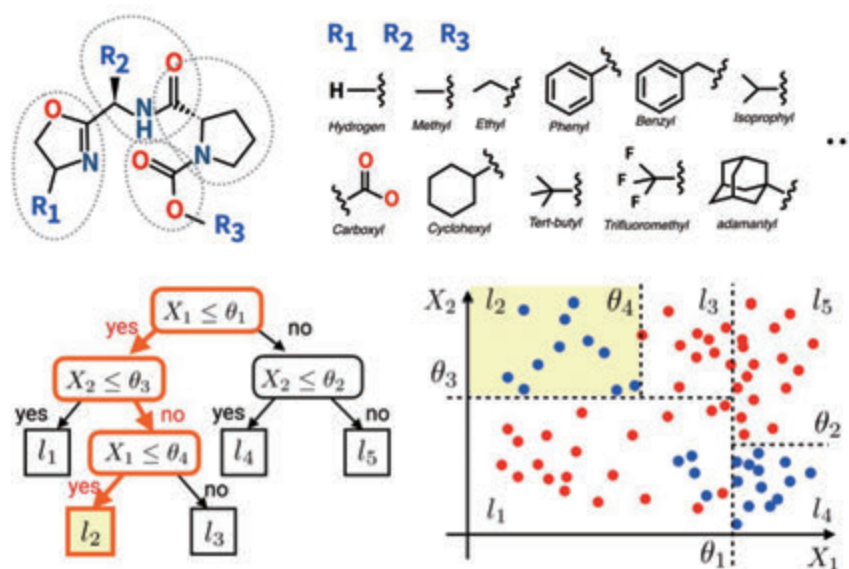 R1 R2 R3
R2
O
O
N
H
N
N
O
O
R1
R3
H
Hydrogen
Methyl
Ethyl
Phenyl
Benzyl
Isoprophyl
..
O
O
F
F
F
Carboxyl
Cyclohexyl
Tert-butyl
Trifluoromethyl
adamantyl
X₁ ≤ θ₁
yes
no
X₂ ≤ θ₃
X₂ ≤ θ₂
yes
no
yes
no
l₁
X₁ ≤ θ₄
l₄
l₅
yes
no
l₂
l₃
X₂
l₂
θ₄
l₃
l₅
θ₃
θ₂
l₁
l₄
θ₁
X₁